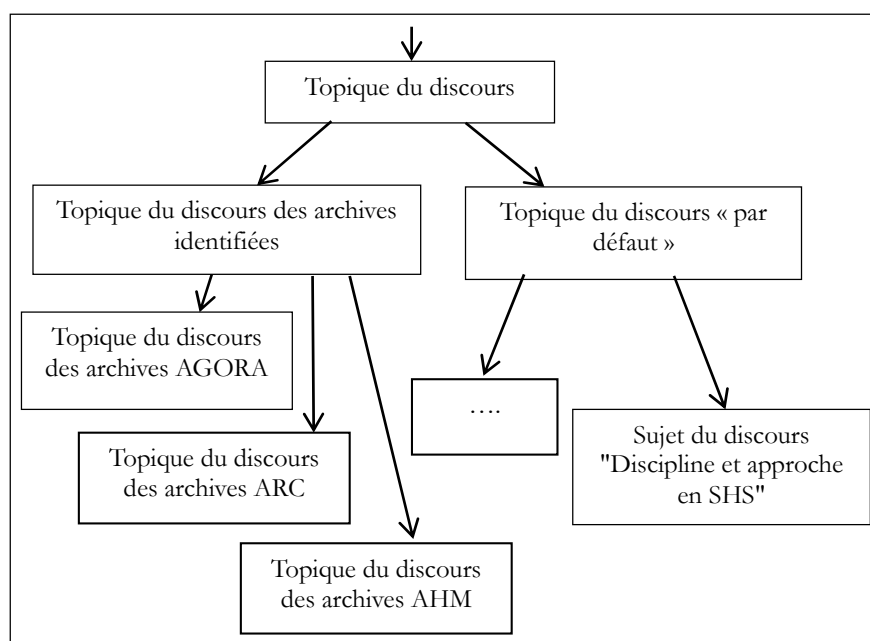 Topique du discours
Topique du discours des archives
identifiées
Topique du discours « par
défaut »
Topique du discours
des archives AGORA
....
Sujet du discours
"Discipline et approche
en SHS"
Topique du discours
des archives ARC
Topique du discours
des archives AHM